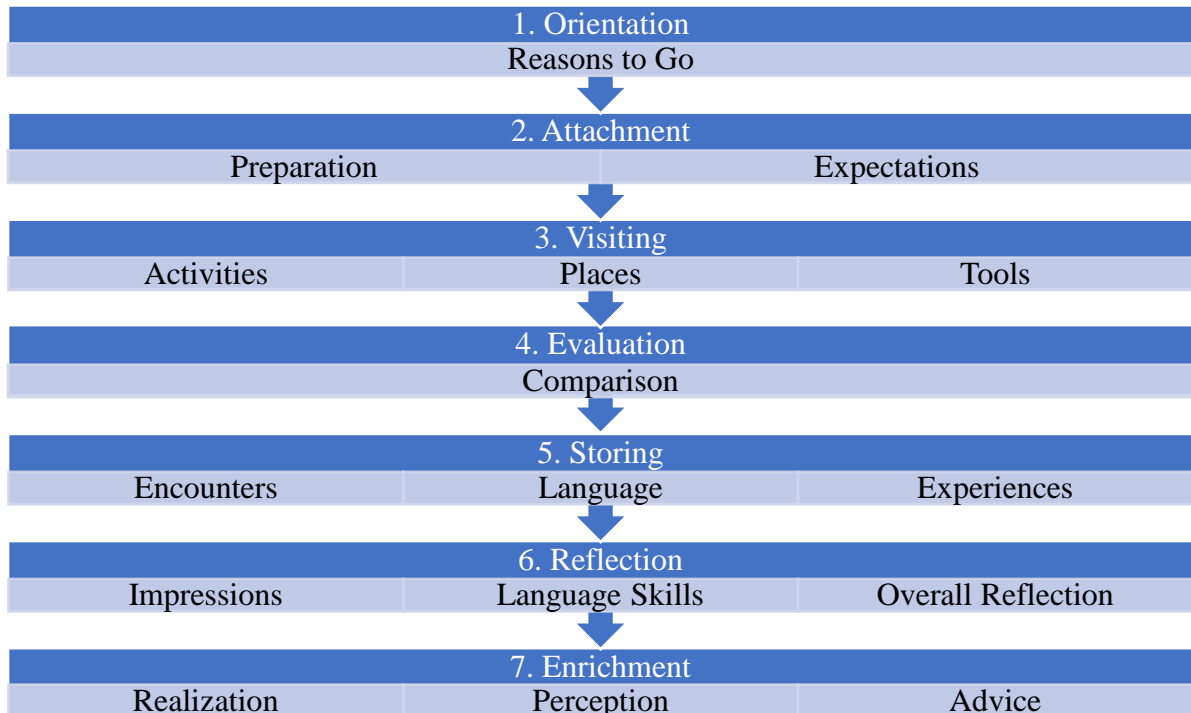 1. Orientation
Reasons to Go
2. Attachment
Preparation Expectations
3. Visiting
Activities Places Tools
4. Evaluation
Comparison
5. Storing
Encounters Language Experiences
6. Reflection
Impressions Language Skills Overall Reflection
7. Enrichment
Realization Perception Advice